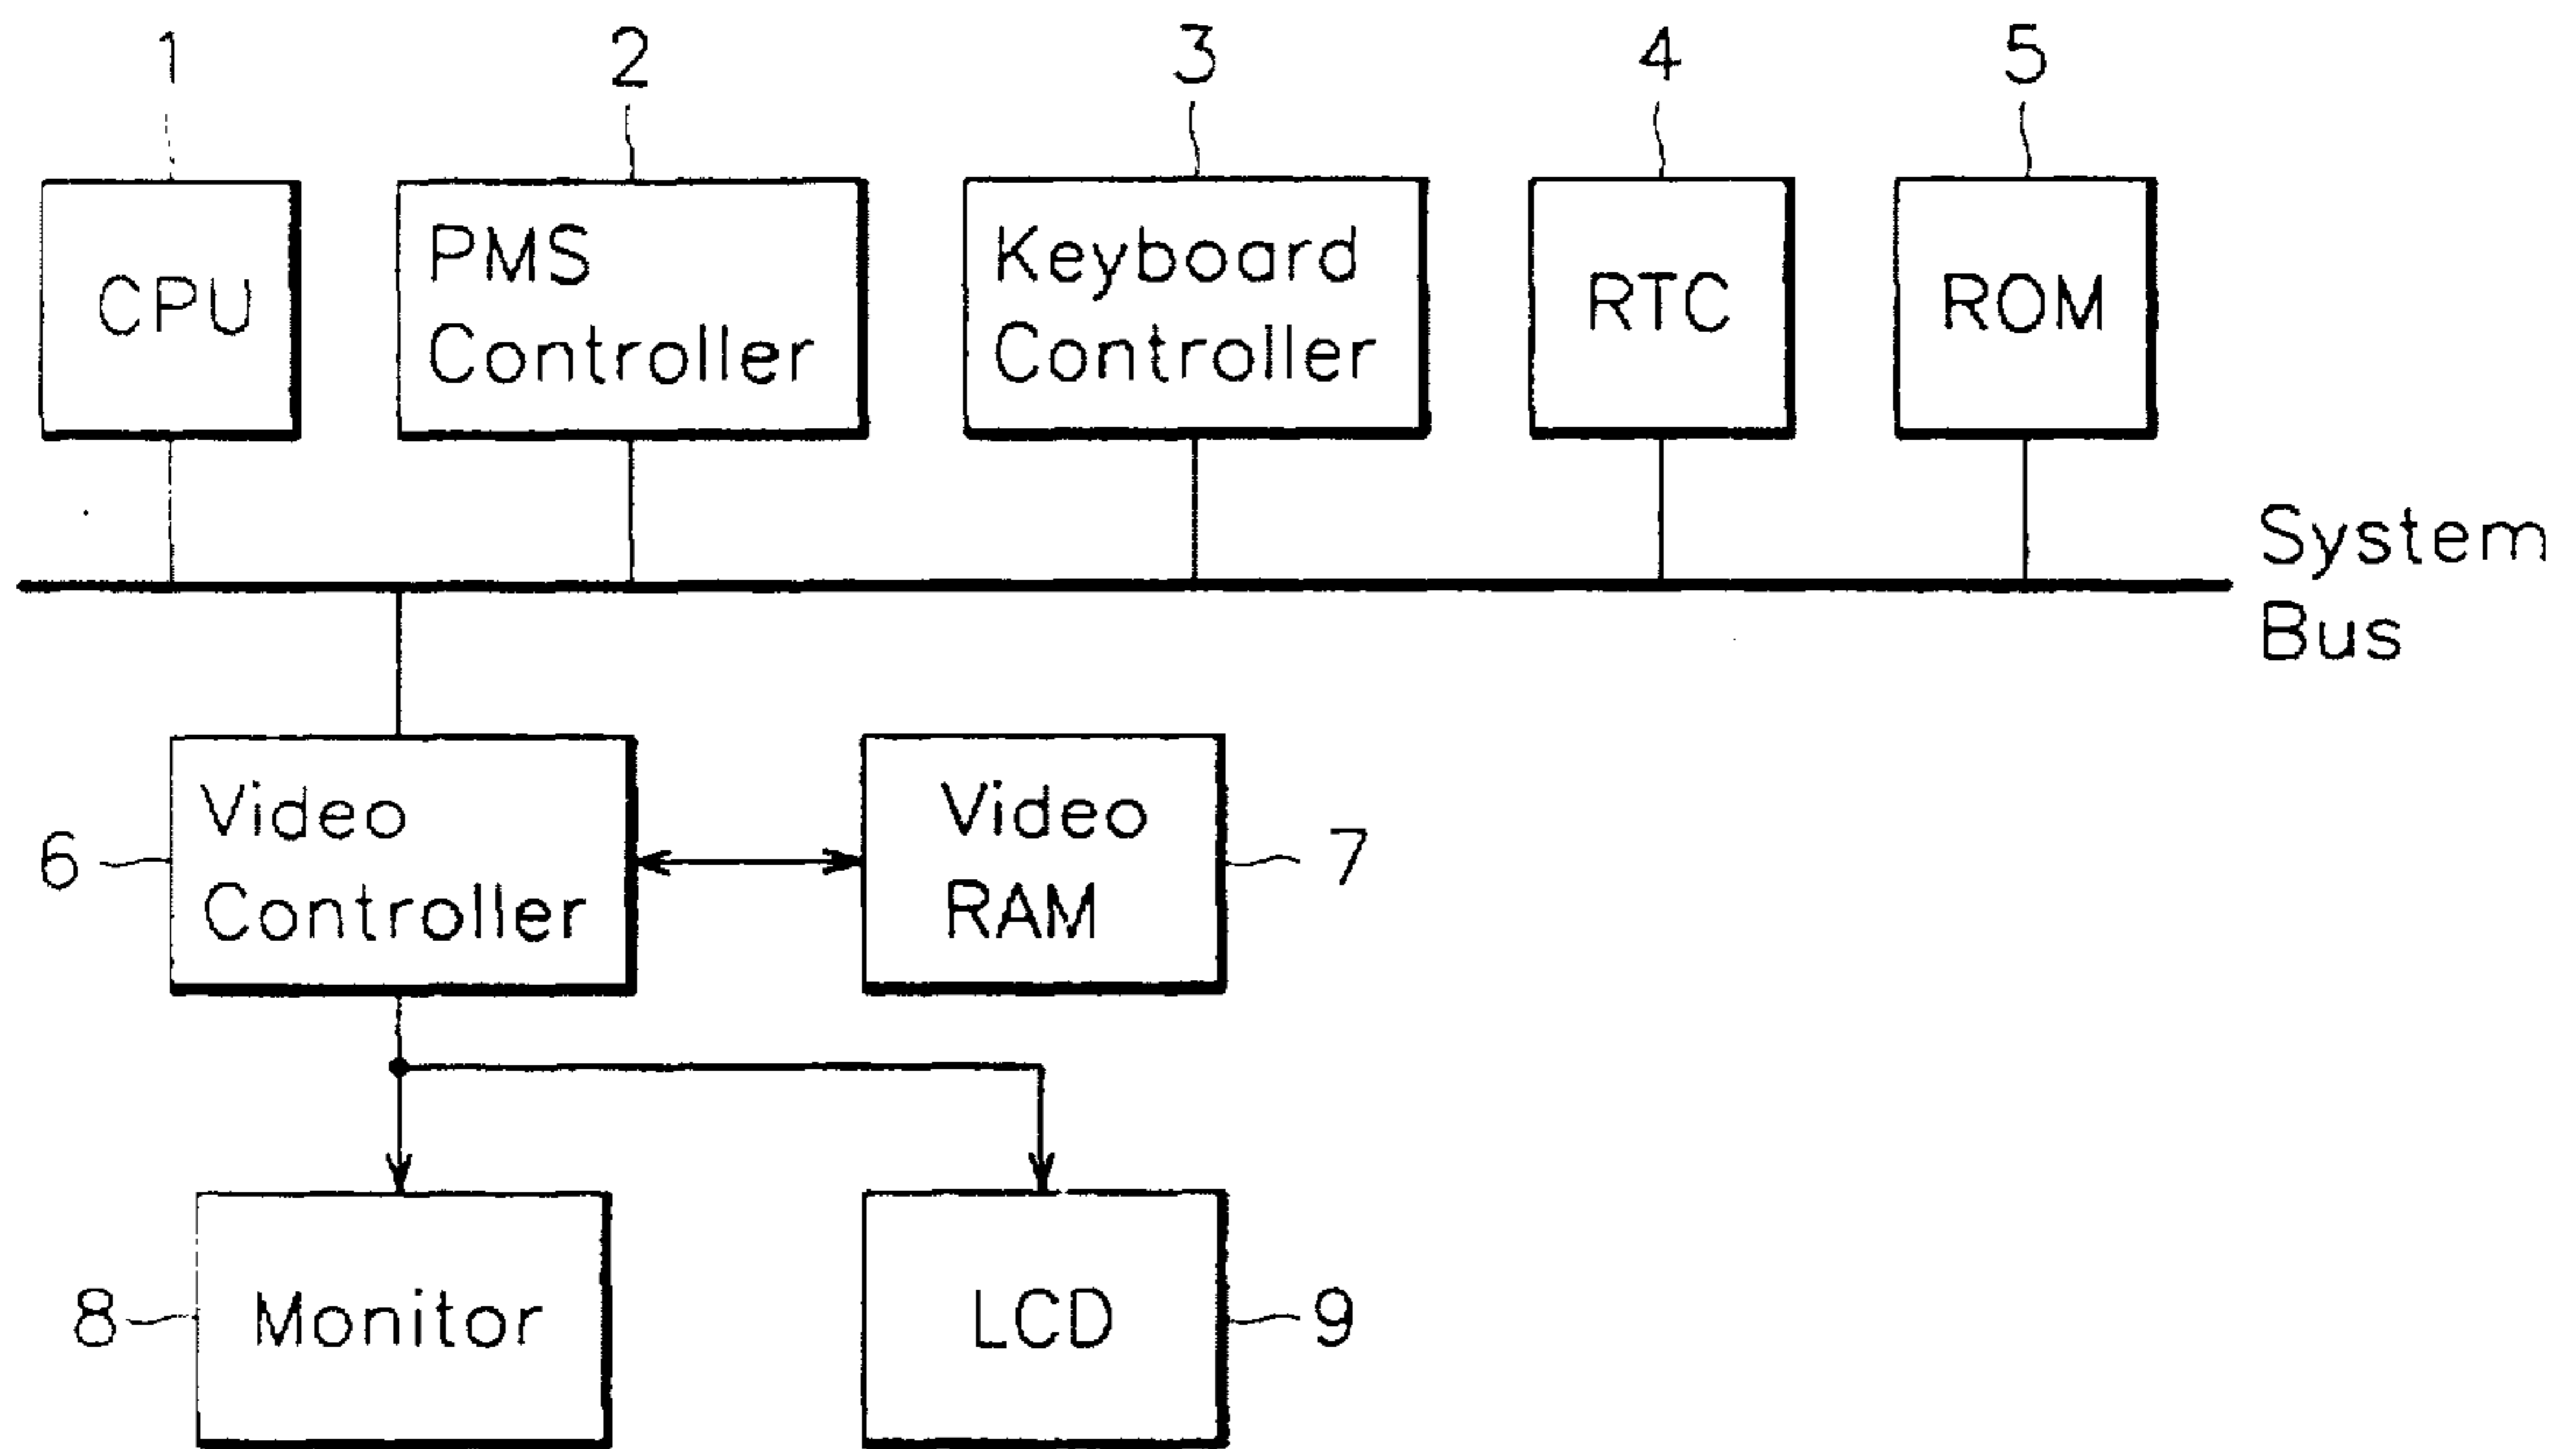 1
2
3
4
5
CPU
PMS
Controller
Keyboard
Controller
RTC
ROM
System
Bus
6
Video
Controller
Video
RAM
7
8
Monitor
LCD
9